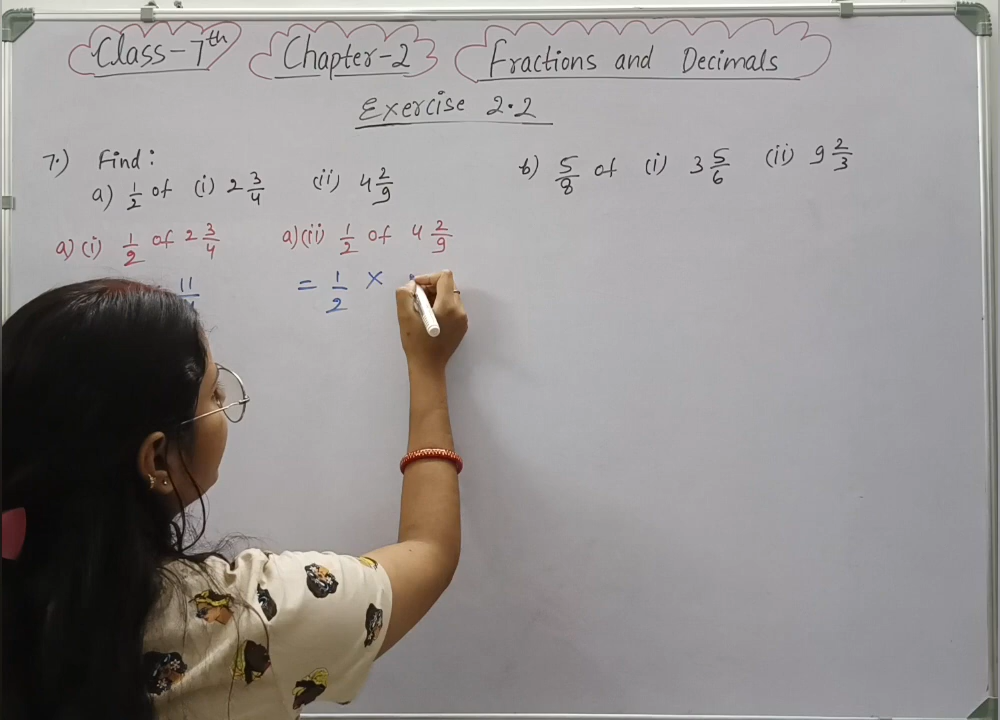 Class-7th Chapter-2 Fractions and Decimals
Exercise 2.2
7.) Find:
a) 1/2 of (i) 2 3/4 (ii) 4 2/9
b) 5/8 of (i) 3 5/6 (ii) 9 2/3
a) (i) 1/2 of 2 3/4
a) (ii) 1/2 of 4 2/9
11
= 1/2 ×